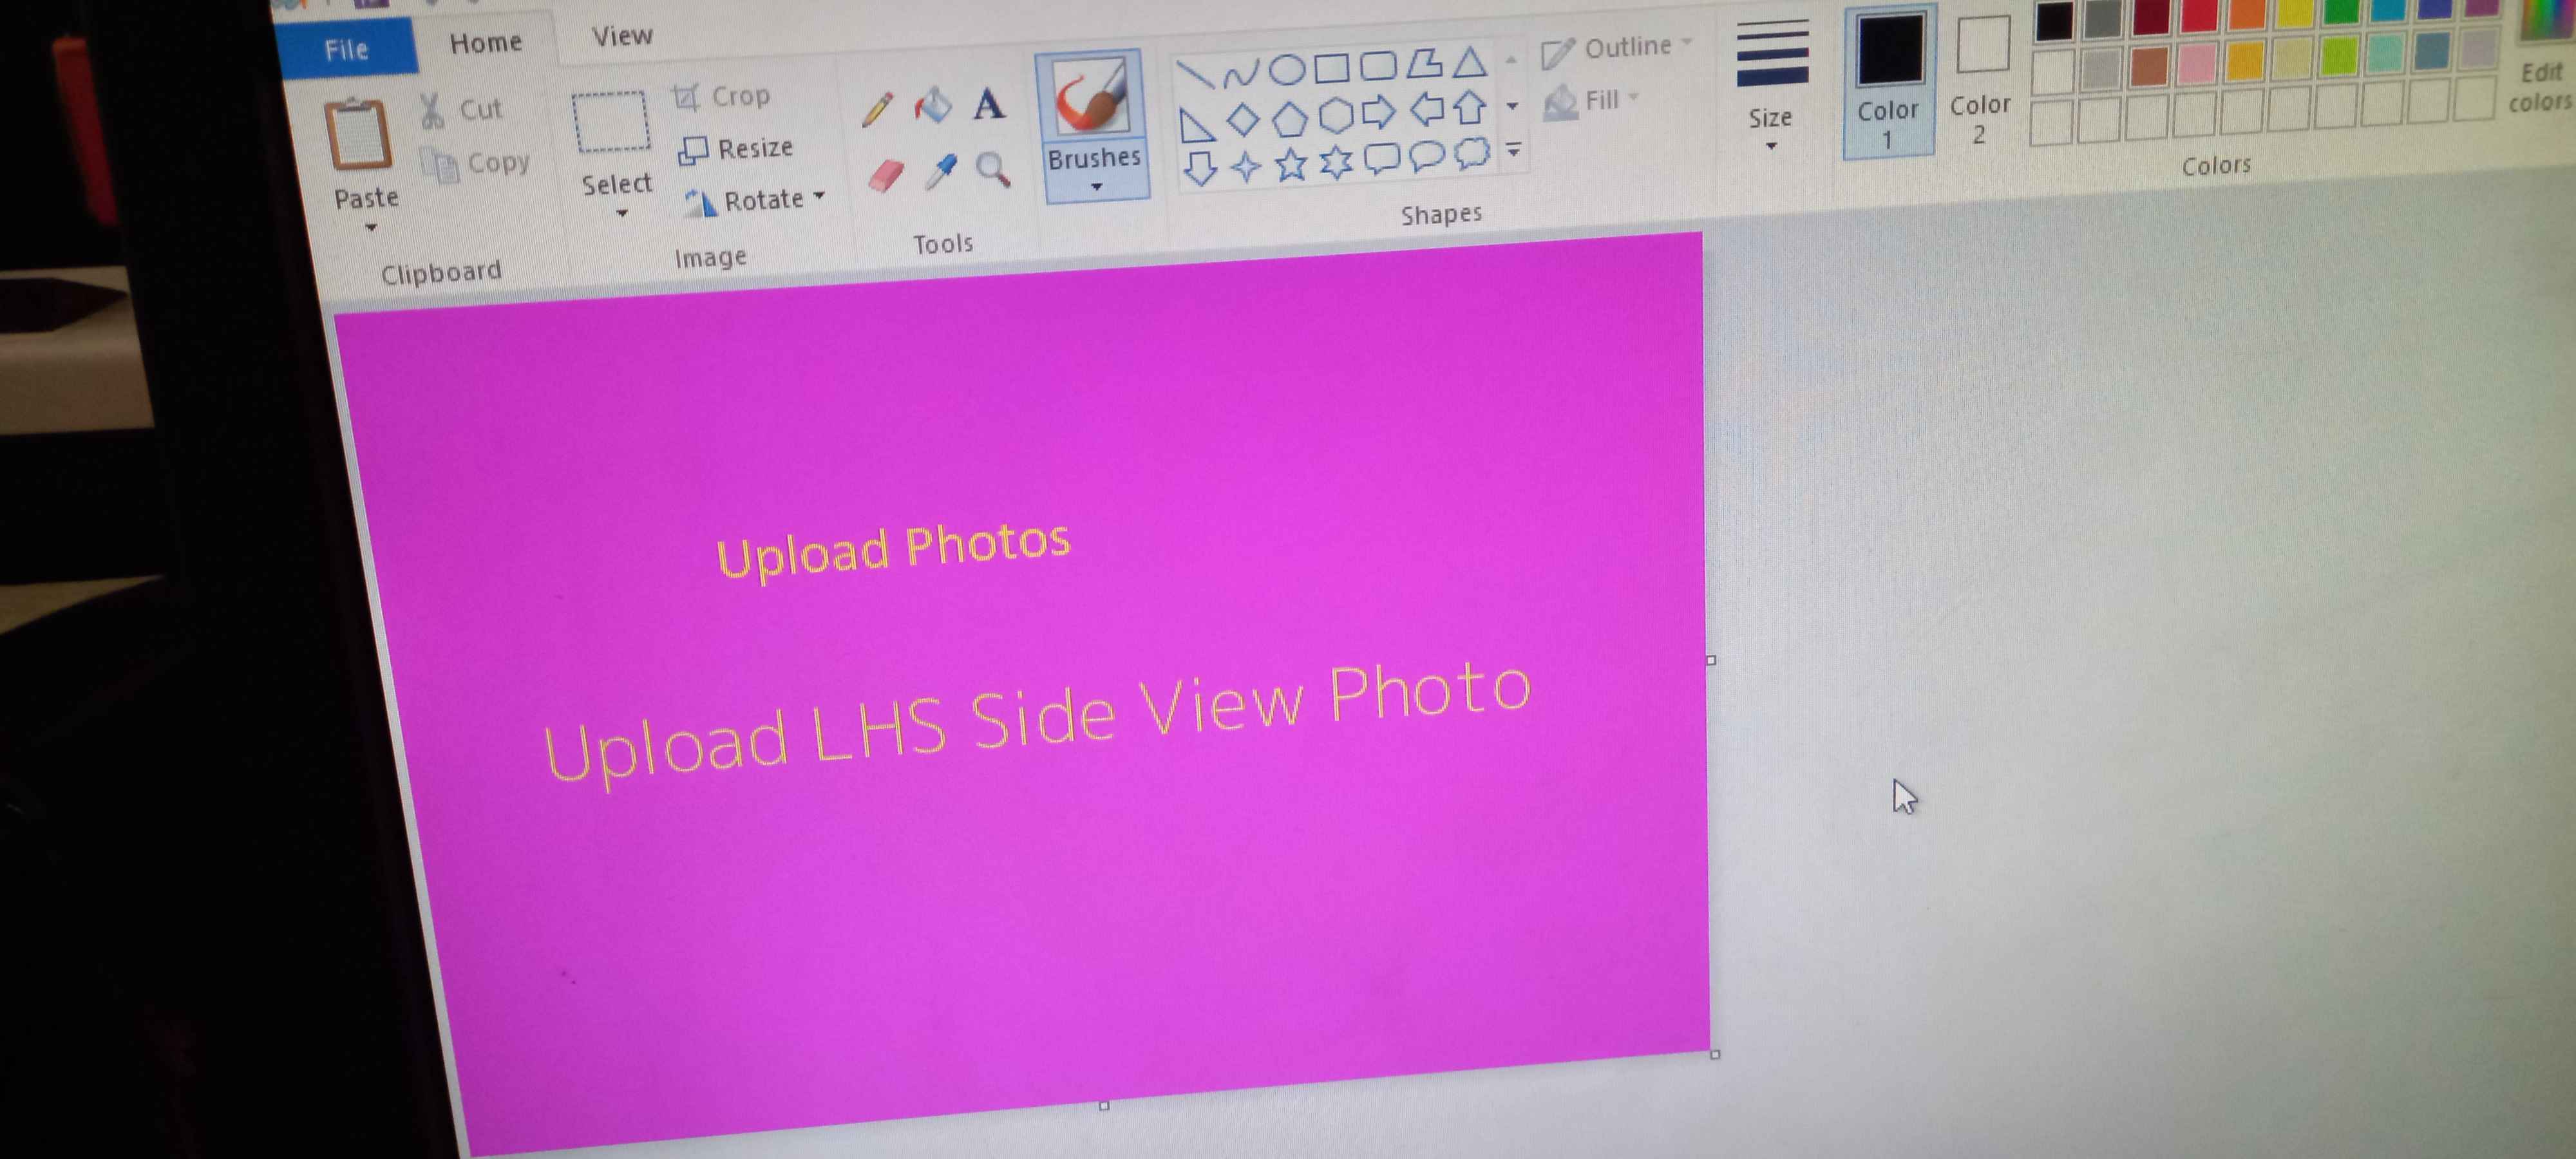 File Home View
Cut
Copy
Paste
Clipboard
Crop
Resize
Rotate
Select
Image
A
Tools
Brushes
Outline
Fill
Shapes
Size
Color 1
Color 2
Edit colors
Colors
Upload Photos
Upload LHS Side View Photo